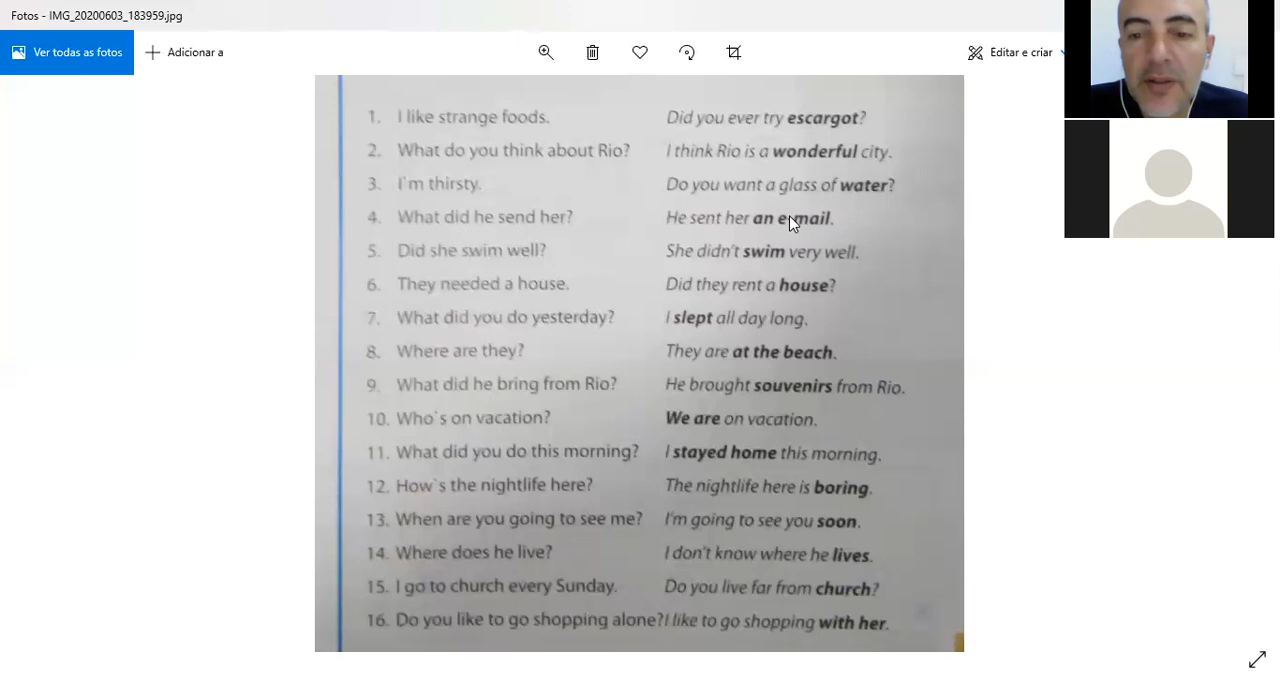 Fotos - IMG_20200603_183959.jpg
Ver todas as fotos Adicionar a Editar e criar
1. I like strange foods. Did you ever try escargot?
2. What do you think about Rio? I think Rio is a wonderful city.
3. I`m thirsty. Do you want a glass of water?
4. What did he send her? He sent her an e-mail.
5. Did she swim well? She didn't swim very well.
6. They needed a house. Did they rent a house?
7. What did you do yesterday? I slept all day long.
8. Where are they? They are at the beach.
9. What did he bring from Rio? He brought souvenirs from Rio.
10. Who`s on vacation? We are on vacation.
11. What did you do this morning? I stayed home this morning.
12. How`s the nightlife here? The nightlife here is boring.
13. When are you going to see me? I'm going to see you soon.
14. Where does he live? I don't know where he lives.
15. I go to church every Sunday. Do you live far from church?
16. Do you like to go shopping alone? I like to go shopping with her.